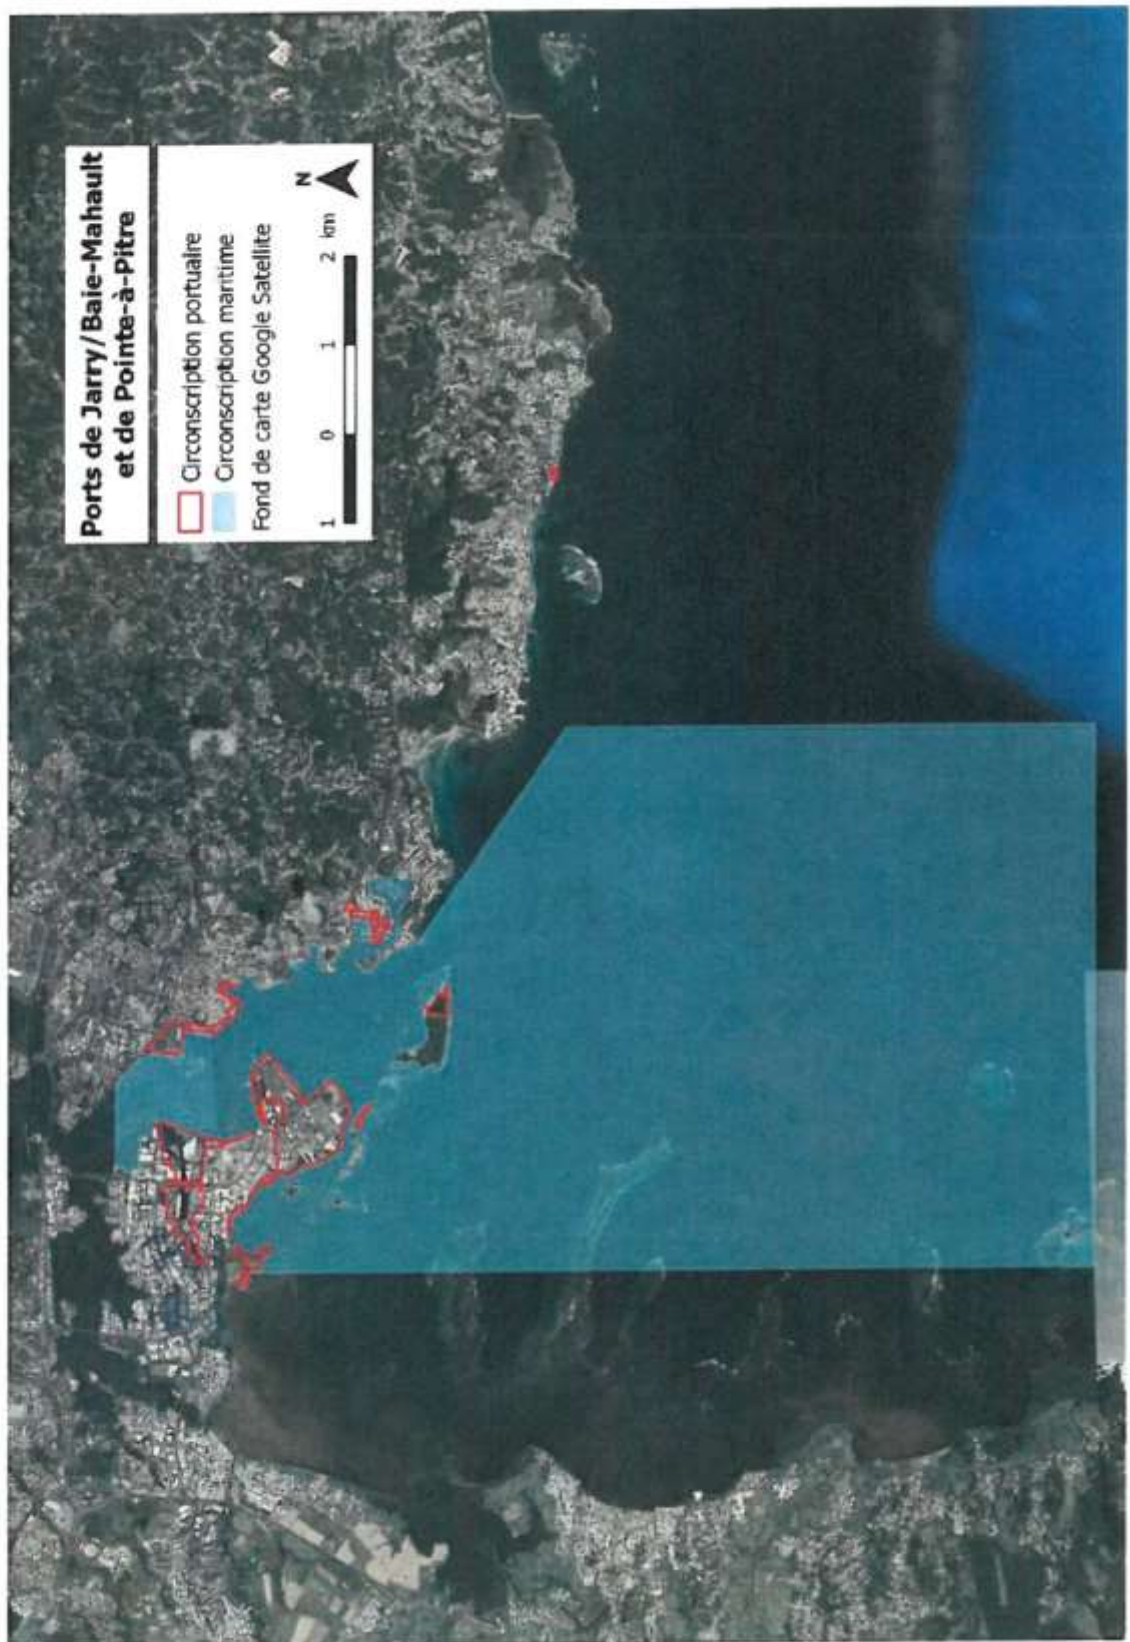 Ports de Jarry/Baie-Mahault
et de Pointe-à-Pitre
Circonscription portuaire
Circonscription maritime
Fond de carte Google Satellite
N
1 0 1 2 km